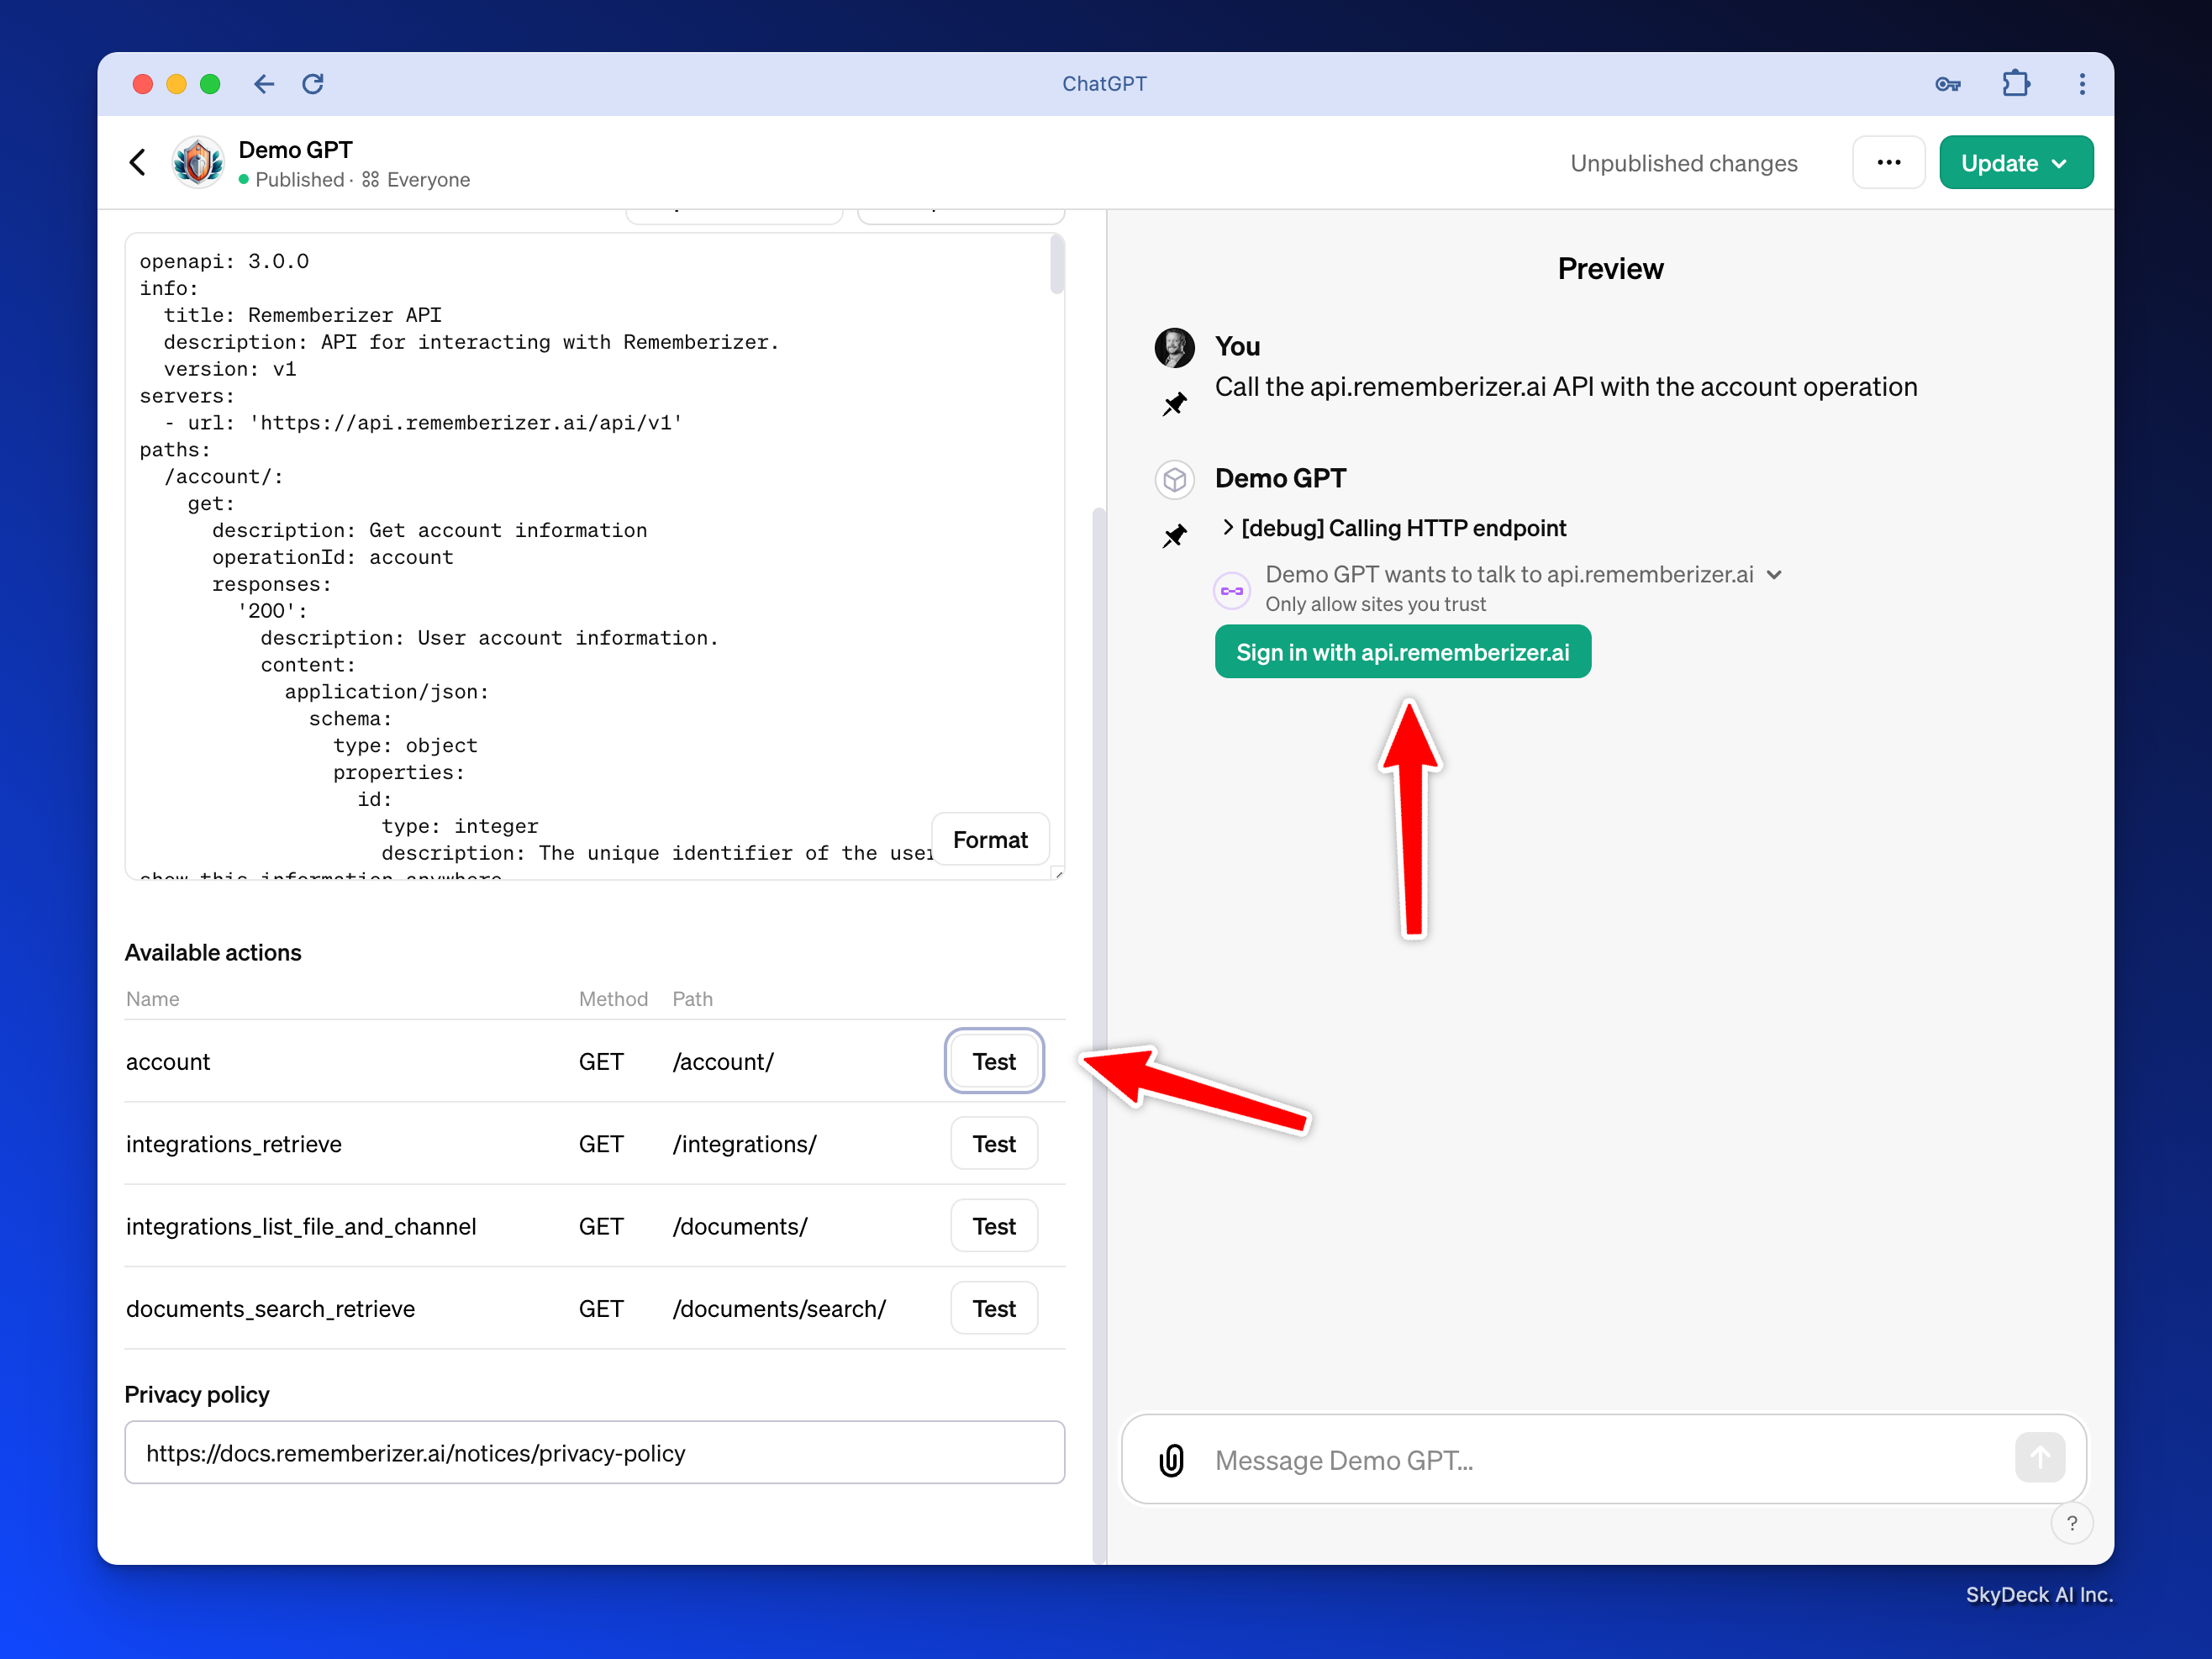 ChatGPT
Demo GPT
Published · Everyone
Unpublished changes
Update
openapi: 3.0.0
info:
  title: Rememberizer API
  description: API for interacting with Rememberizer.
  version: v1
servers:
  - url: 'https://api.rememberizer.ai/api/v1'
paths:
  /account/:
    get:
      description: Get account information
      operationId: account
      responses:
        '200':
          description: User account information.
          content:
            application/json:
              schema:
                type: object
                properties:
                  id:
                    type: integer
                    description: The unique identifier of the user
show this information anywhere
Format
Available actions
Name Method Path
account GET /account/ Test
integrations_retrieve GET /integrations/ Test
integrations_list_file_and_channel GET /documents/ Test
documents_search_retrieve GET /documents/search/ Test
Privacy policy
https://docs.rememberizer.ai/notices/privacy-policy
Preview
You
Call the api.rememberizer.ai API with the account operation
Demo GPT
[debug] Calling HTTP endpoint
Demo GPT wants to talk to api.rememberizer.ai
Only allow sites you trust
Sign in with api.rememberizer.ai
Message Demo GPT…
?
SkyDeck AI Inc.